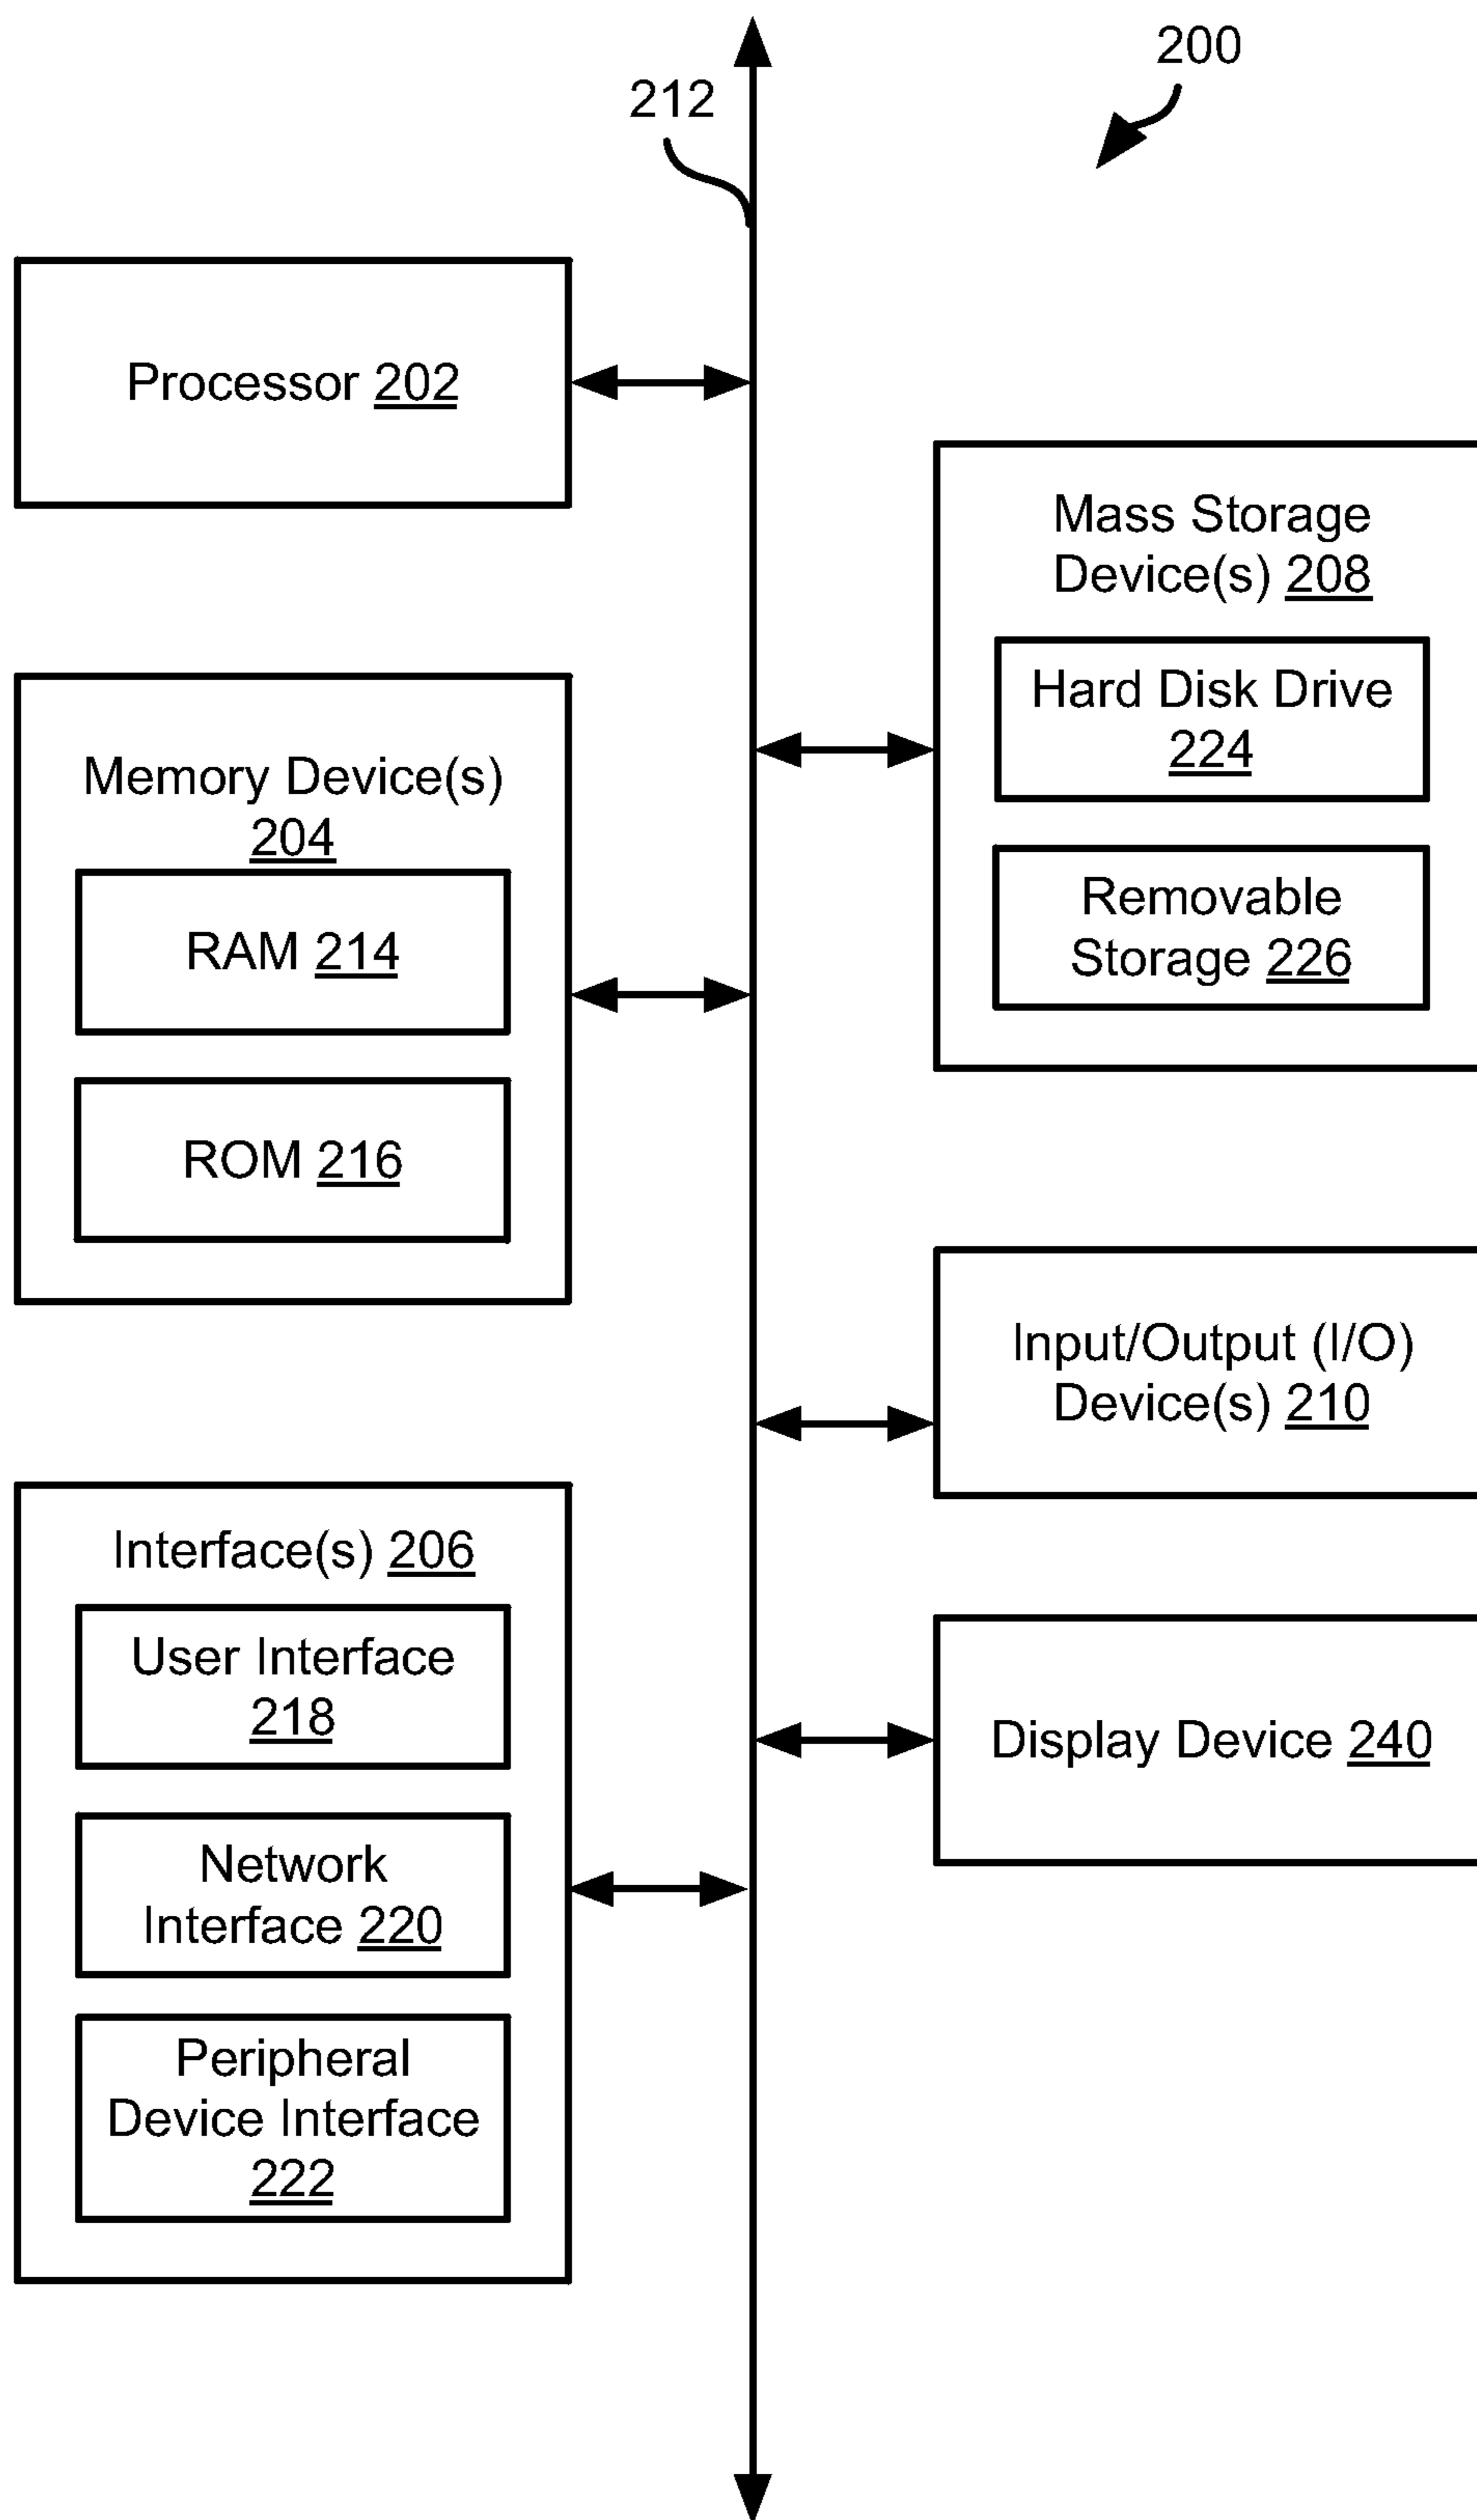 200
212
Processor 202
Mass Storage
Device(s) 208
Hard Disk Drive
224
Removable
Storage 226
Memory Device(s)
204
RAM 214
ROM 216
Input/Output (I/O)
Device(s) 210
Interface(s) 206
User Interface
218
Network
Interface 220
Peripheral
Device Interface
222
Display Device 240